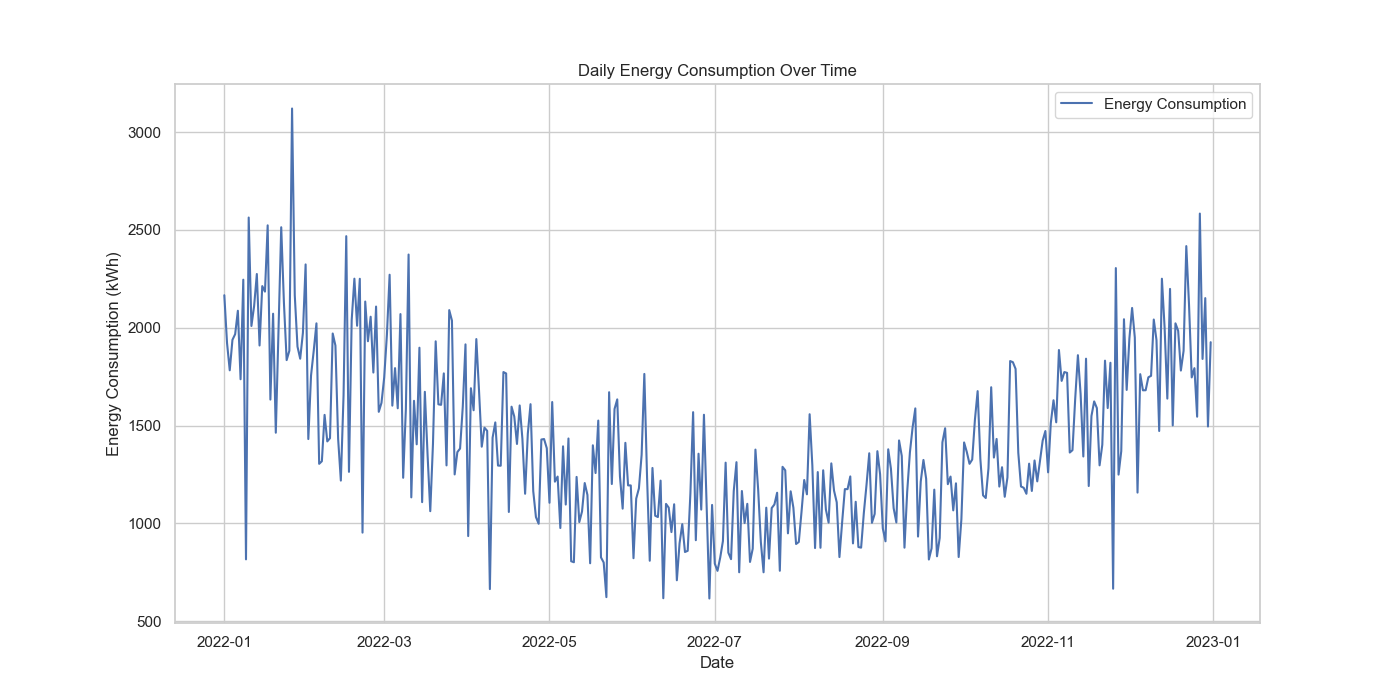 Daily Energy Consumption Over Time
Energy Consumption
3000
2500
2000
1500
1000
500
Energy Consumption (kWh)
2022-01 2022-03 2022-05 2022-07 2022-09 2022-11 2023-01
Date